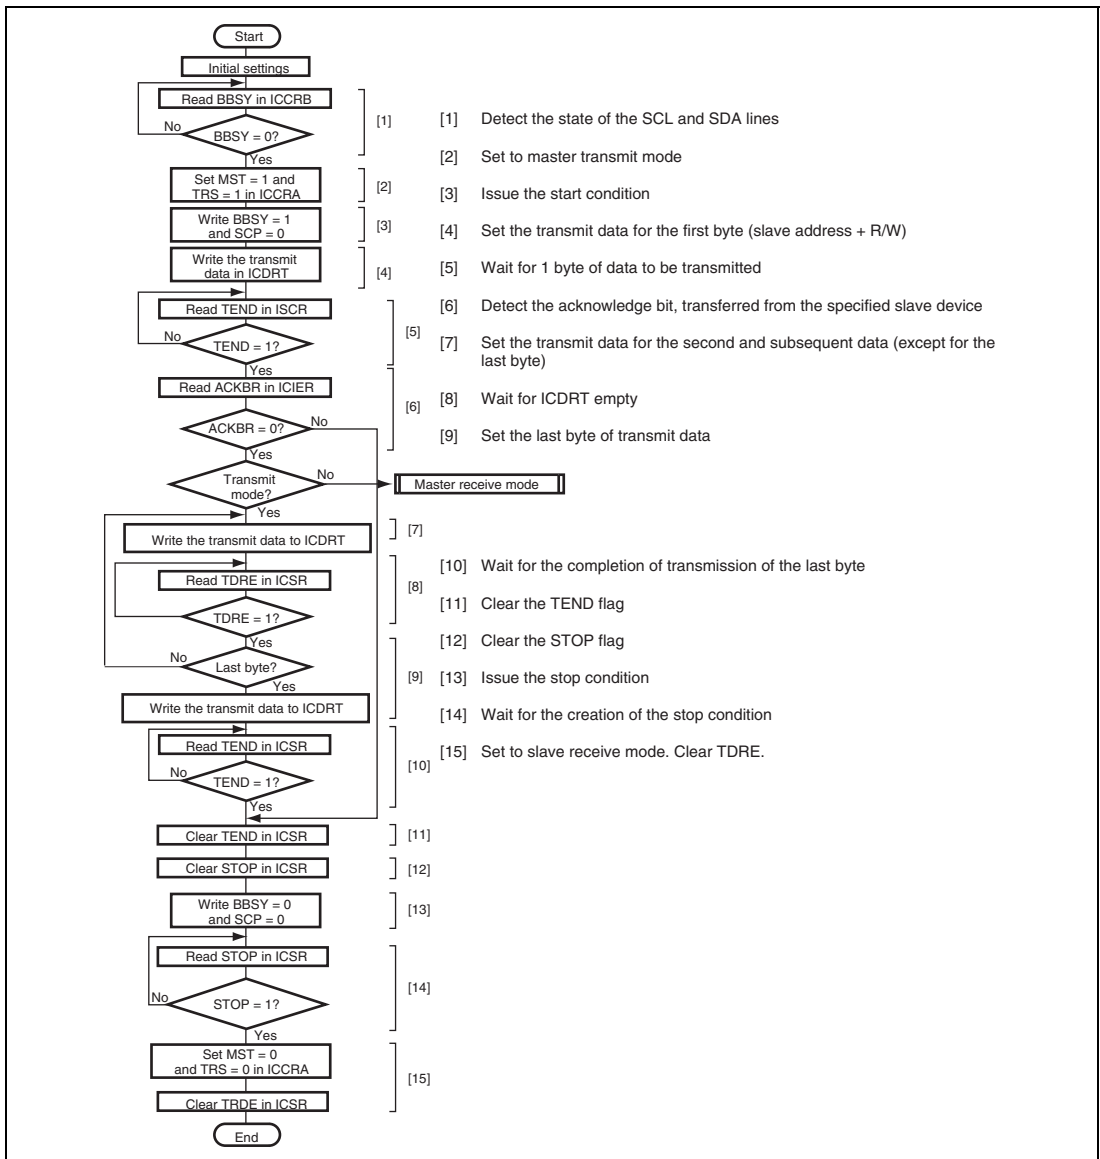 Start
Initial settings
Read BBSY in ICCRB
No
BBSY = 0?
[1]
Yes
Set MST = 1 and
TRS = 1 in ICCRA
[2]
Write BBSY = 1
and SCP = 0
[3]
Write the transmit
data in ICDRT
[4]
Read TEND in ISCR
No
TEND = 1?
[5]
Yes
Read ACKBR in ICIER
[6]
ACKBR = 0?
No
Yes
Transmit
mode?
No
Master receive mode
Yes
Write the transmit data to ICDRT
[7]
Read TDRE in ICSR
[8]
TDRE = 1?
Yes
No
Last byte?
[9]
Yes
Write the transmit data to ICDRT
Read TEND in ICSR
No
TEND = 1?
[10]
Yes
Clear TEND in ICSR
[11]
Clear STOP in ICSR
[12]
Write BBSY = 0
and SCP = 0
[13]
Read STOP in ICSR
No
STOP = 1?
[14]
Yes
Set MST = 0
and TRS = 0 in ICCRA
[15]
Clear TRDE in ICSR
End
[1] Detect the state of the SCL and SDA lines
[2] Set to master transmit mode
[3] Issue the start condition
[4] Set the transmit data for the first byte (slave address + R/W)
[5] Wait for 1 byte of data to be transmitted
[6] Detect the acknowledge bit, transferred from the specified slave device
[7] Set the transmit data for the second and subsequent data (except for the
last byte)
[8] Wait for ICDRT empty
[9] Set the last byte of transmit data
[10] Wait for the completion of transmission of the last byte
[11] Clear the TEND flag
[12] Clear the STOP flag
[13] Issue the stop condition
[14] Wait for the creation of the stop condition
[15] Set to slave receive mode. Clear TDRE.